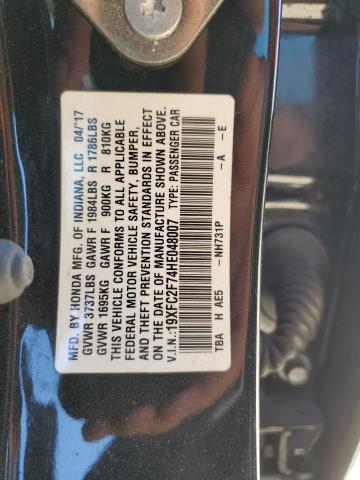 MFD. BY HONDA MFG. OF INDIANA, LLC 04/'17
GVWR 3737LBS GAWR F 1984LBS R 1786LBS
GVWR 1695KG GAWR F 900KG R 810KG
THIS VEHICLE CONFORMS TO ALL APPLICABLE
FEDERAL MOTOR VEHICLE SAFETY, BUMPER,
AND THEFT PREVENTION STANDARDS IN EFFECT
ON THE DATE OF MANUFACTURE SHOWN ABOVE.
V.I.N.:19XFC2F74HE048007 TYPE: PASSENGER CAR
TBA H AE5 -NH731P -A -E